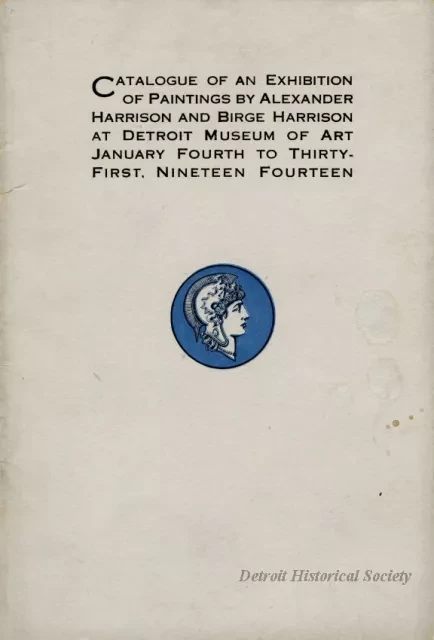 CATALOGUE OF AN EXHIBITION
OF PAINTINGS BY ALEXANDER
HARRISON AND BIRGE HARRISON
AT DETROIT MUSEUM OF ART
JANUARY FOURTH TO THIRTY-
FIRST, NINETEEN FOURTEEN
Detroit Historical Society